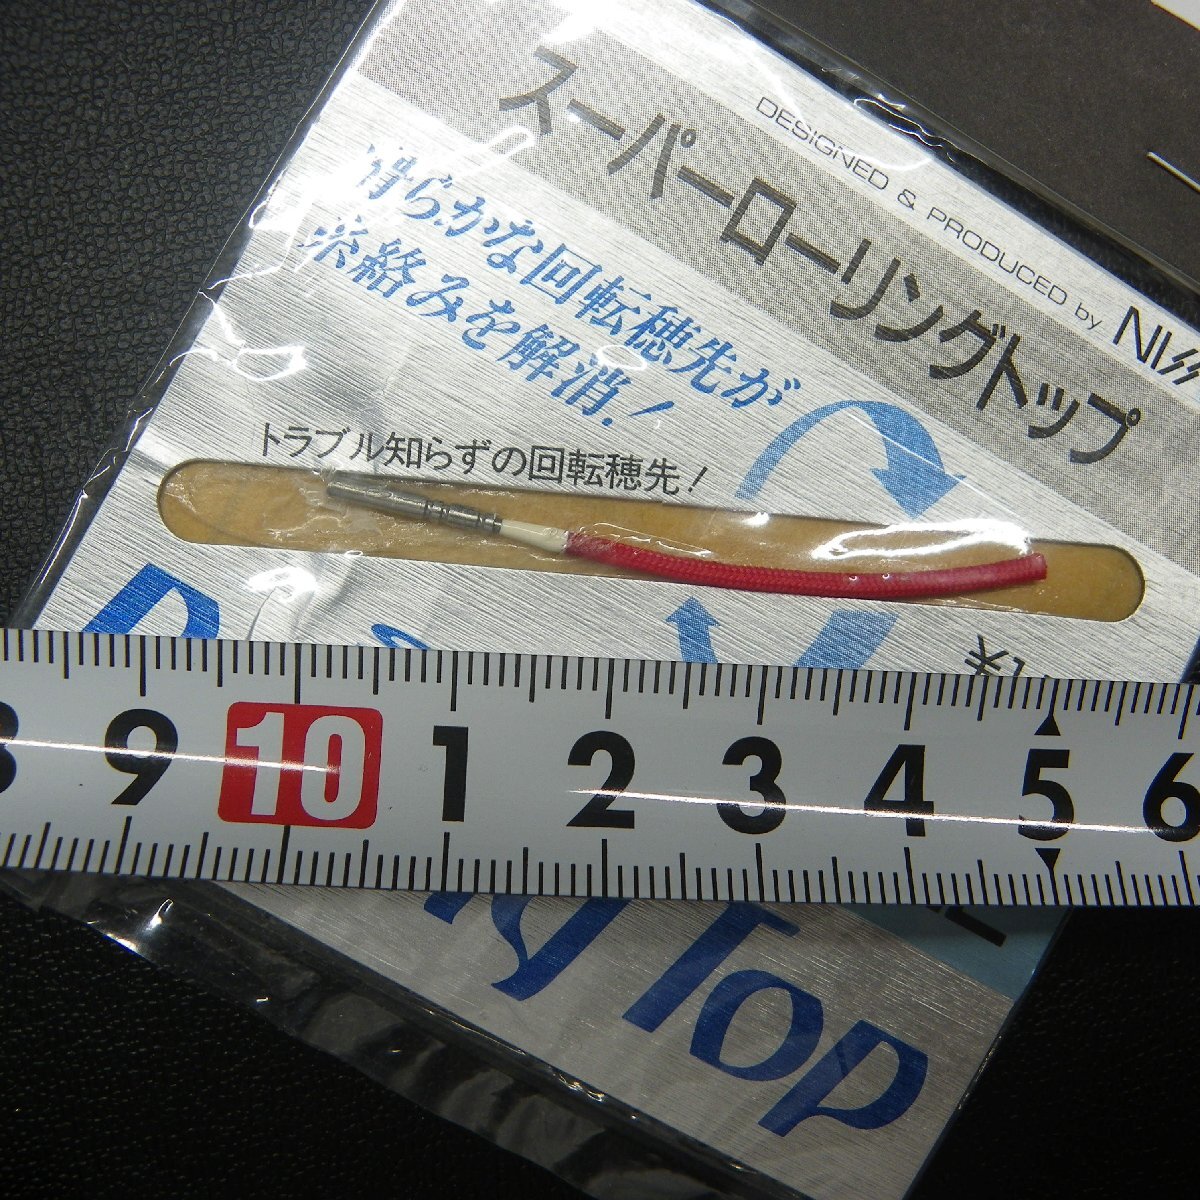 DESIGNED & PRODUCED by NISS
スーパーローリングトップ
滑らかな回転穂先が
糸絡みを解消!
トラブル知らずの回転穂先!
8 9 10 1 2 3 4 5 6
Top